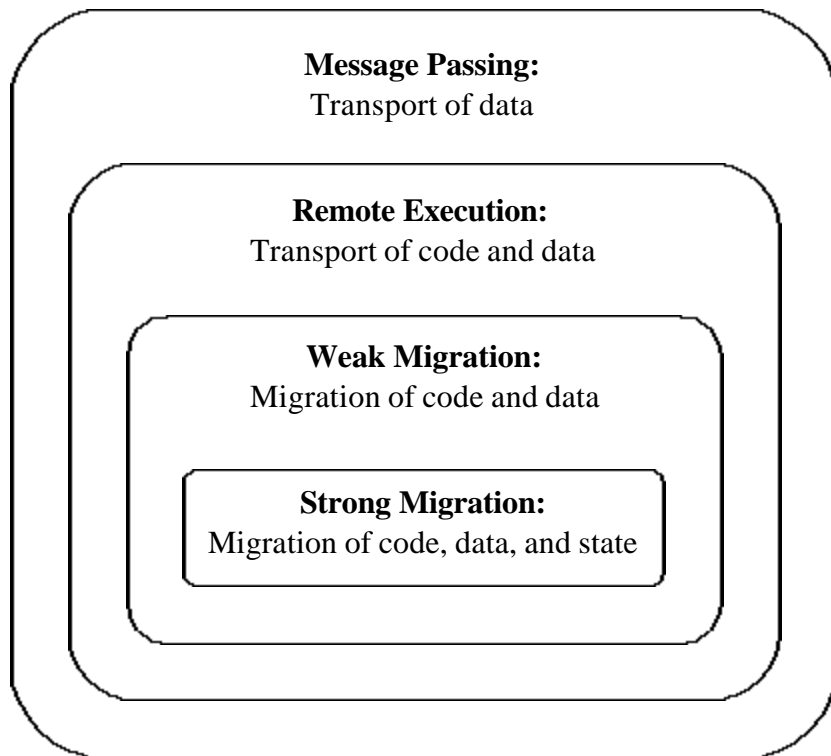 Message Passing:
Transport of data
Remote Execution:
Transport of code and data
Weak Migration:
Migration of code and data
Strong Migration:
Migration of code, data, and state